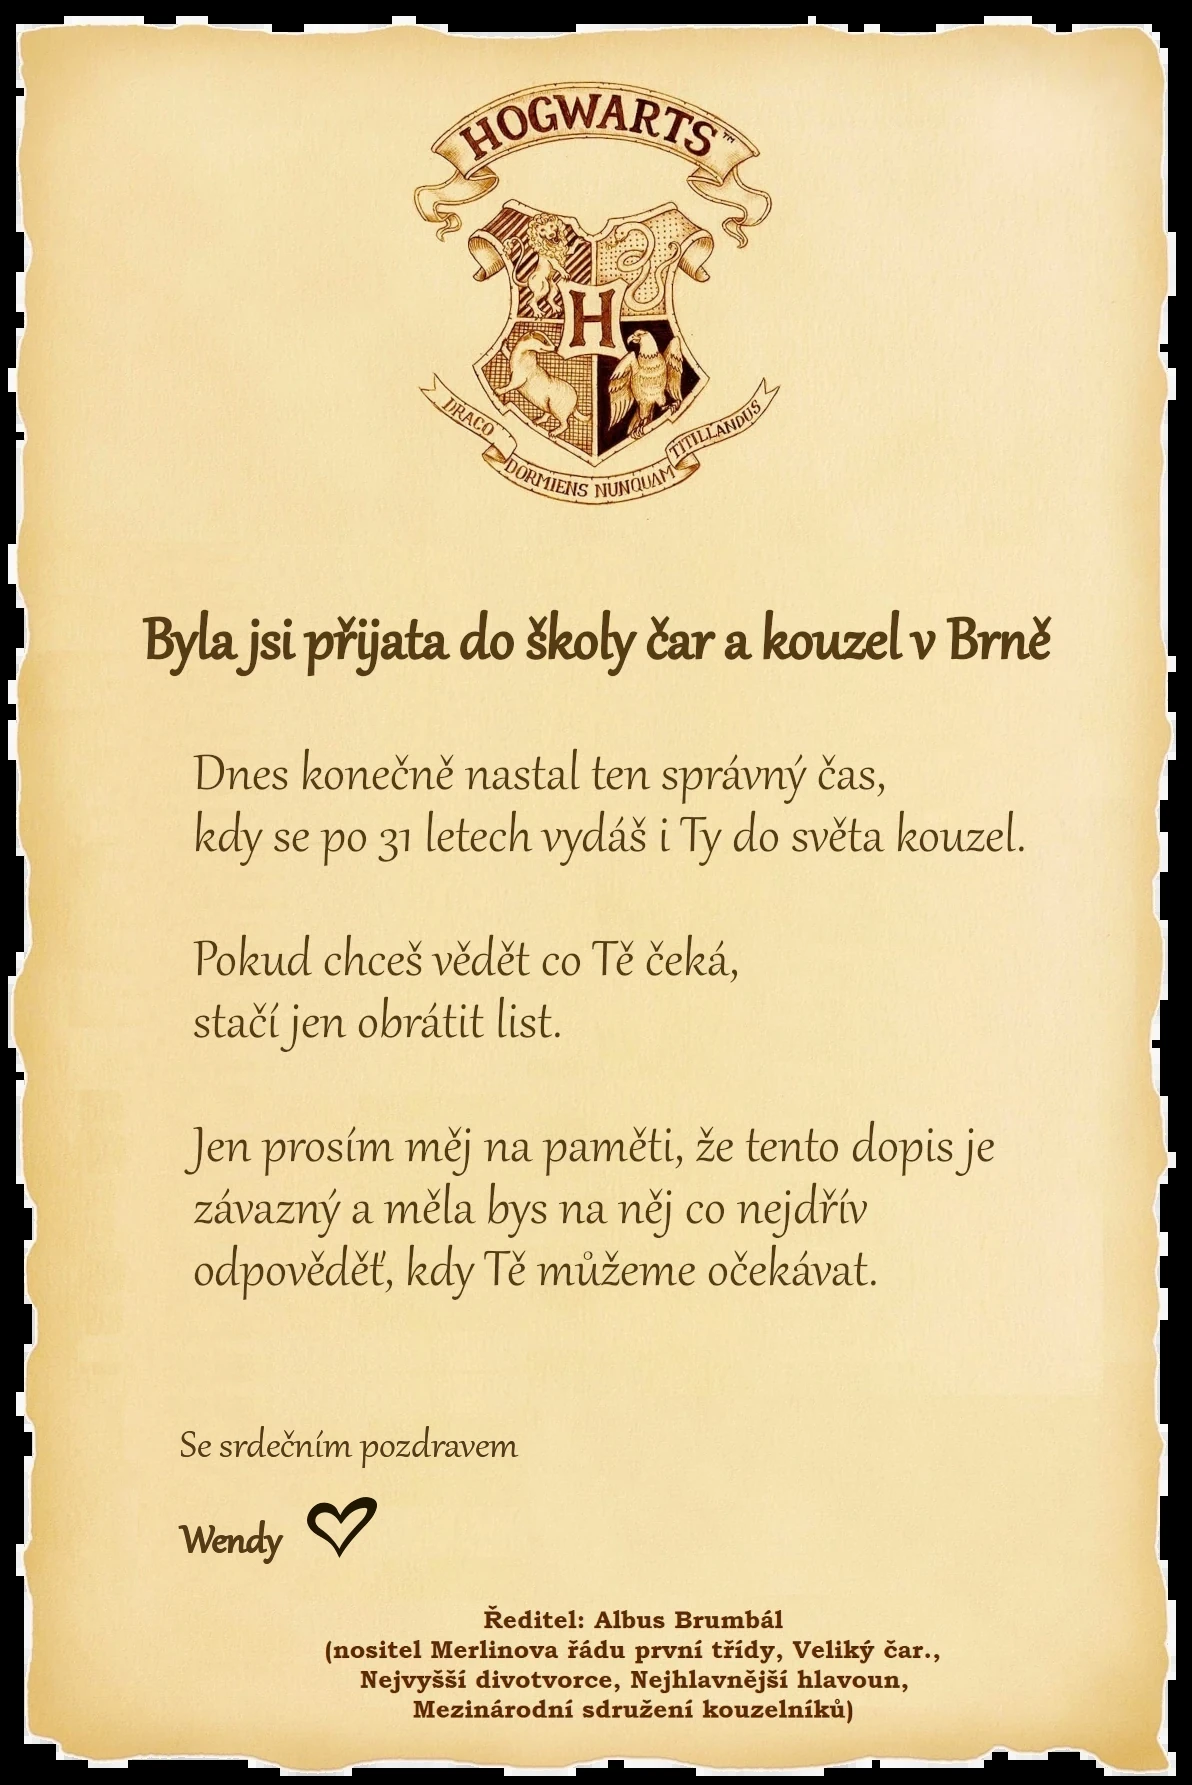 HOGWARTS™
H
DRACO DORMIENS NUNQUAM TITILLANDUS
Byla jsi přijata do školy čar a kouzel v Brně
Dnes konečně nastal ten správný čas,
kdy se po 31 letech vydáš i Ty do světa kouzel.
Pokud chceš vědět co Tě čeká,
stačí jen obrátit list.
Jen prosím měj na paměti, že tento dopis je
závazný a měla bys na něj co nejdřív
odpověděť, kdy Tě můžeme očekávat.
Se srdečním pozdravem
Wendy
Ředitel: Albus Brumbál
(nositel Merlinova řádu první třídy, Veliký čar.,
Nejvyšší divotvorce, Nejhlavnější hlavoun,
Mezinárodní sdružení kouzelníků)